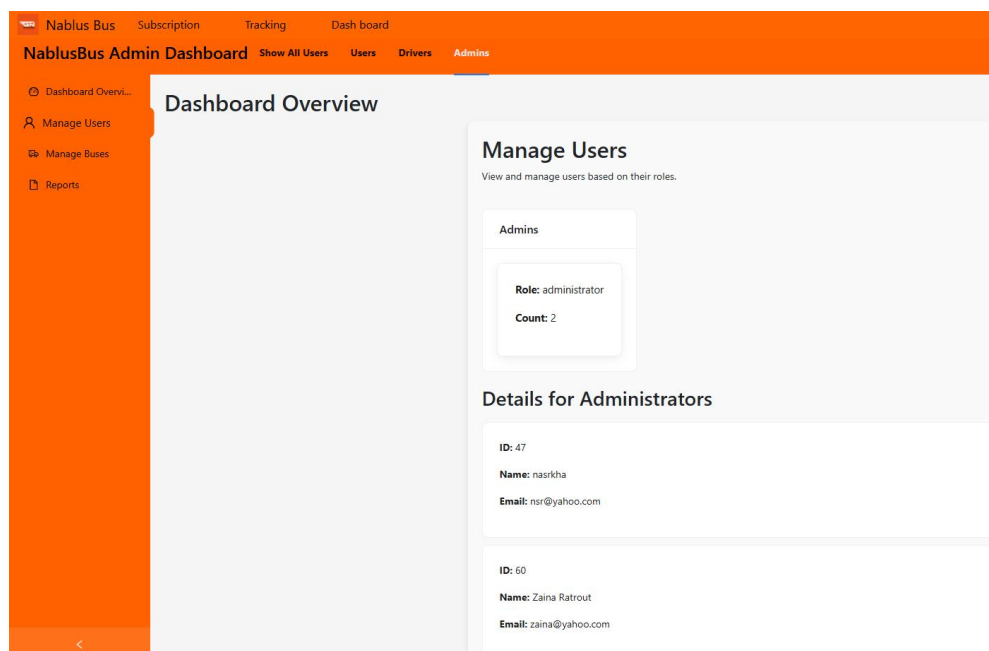 Nablus Bus Subscription Tracking Dash board
NablusBus Admin Dashboard Show All Users Users Drivers Admins
Dashboard Overvi...
Manage Users
Manage Buses
Reports
Dashboard Overview
Manage Users
View and manage users based on their roles.
Admins
Role: administrator
Count: 2
Details for Administrators
ID: 47
Name: nasrkha
Email: nsr@yahoo.com
ID: 60
Name: Zaina Ratrout
Email: zaina@yahoo.com